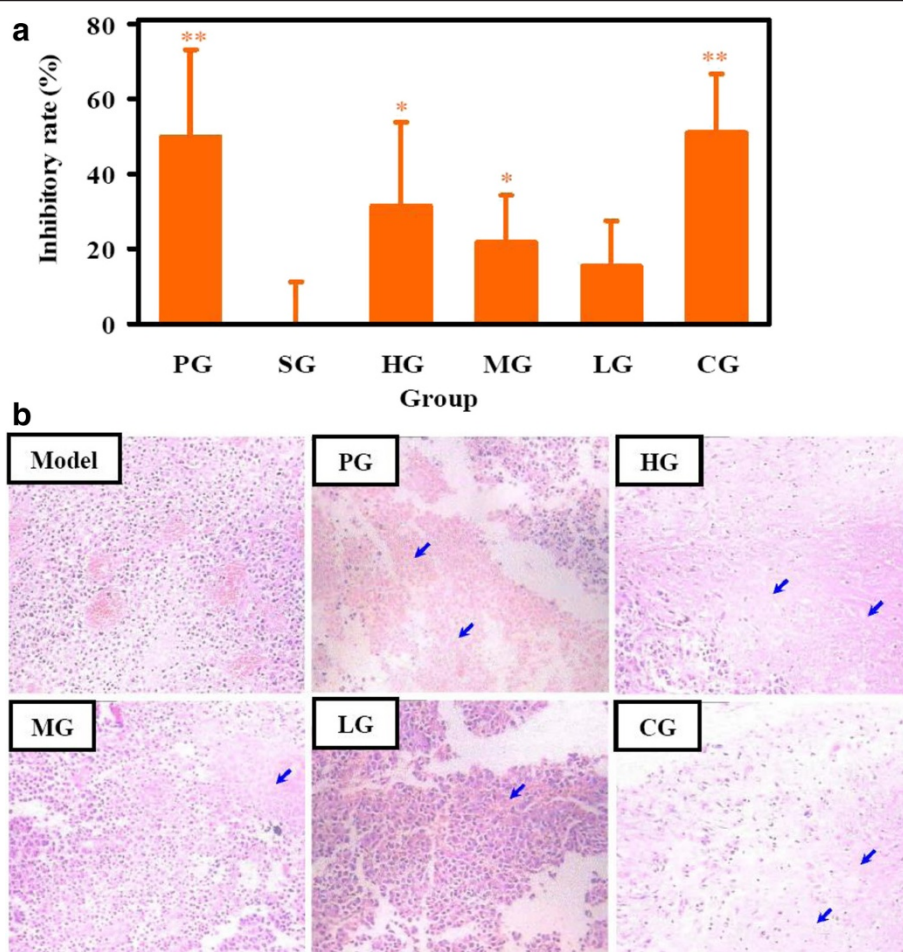 a
Inhibitory rate (%)
80
60
40
20
0
**
*
*
**
PG SG HG MG LG CG
Group
b
Model
PG
HG
MG
LG
CG